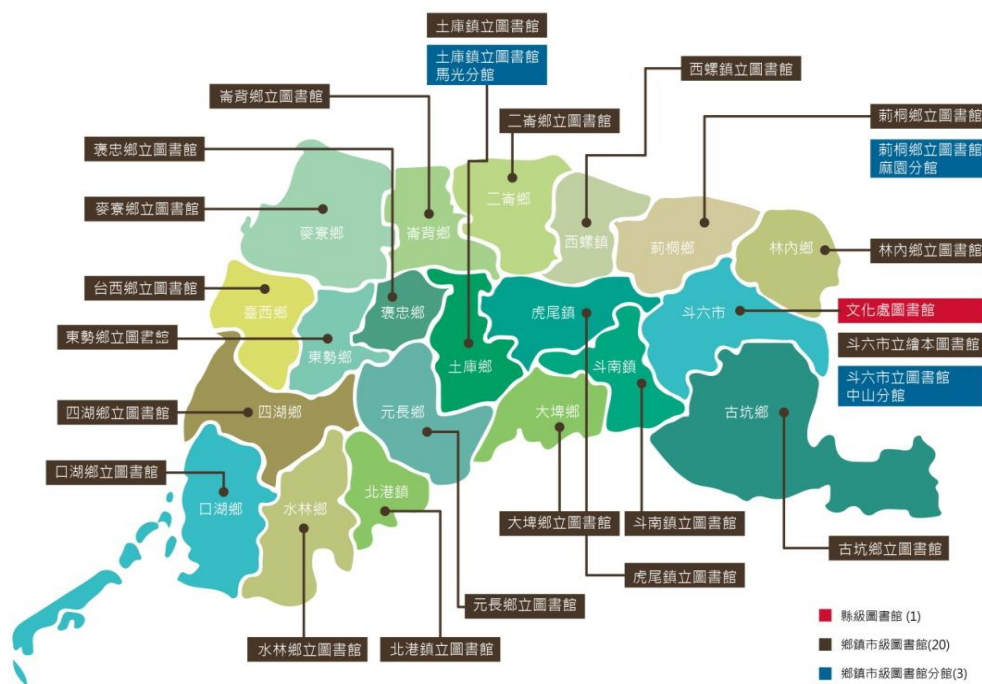 土庫鎮立圖書館
土庫鎮立圖書館
馬光分館
西螺鎮立圖書館
崙背鄉立圖書館
二崙鄉立圖書館
莿桐鄉立圖書館
莿桐鄉立圖書館
麻園分館
褒忠鄉立圖書館
麥寮鄉立圖書館
二崙鄉
麥寮鄉
崙背鄉
西螺鎮
莿桐鄉
林內鄉
林內鄉立圖書館
台西鄉立圖書館
臺西鄉
褒忠鄉
虎尾鎮
斗六市
文化處圖書館
東勢鄉立圖書館
東勢鄉
土庫鄉
斗南鎮
斗六市立繪本圖書館
斗六市立圖書館
中山分館
四湖鄉立圖書館
四湖鄉
元長鄉
大埤鄉
古坑鄉
口湖鄉立圖書館
口湖鄉
水林鄉
北港鎮
大埤鄉立圖書館
斗南鎮立圖書館
古坑鄉立圖書館
虎尾鎮立圖書館
元長鄉立圖書館
水林鄉立圖書館
北港鎮立圖書館
縣級圖書館 (1)
鄉鎮市級圖書館(20)
鄉鎮市級圖書館分館(3)